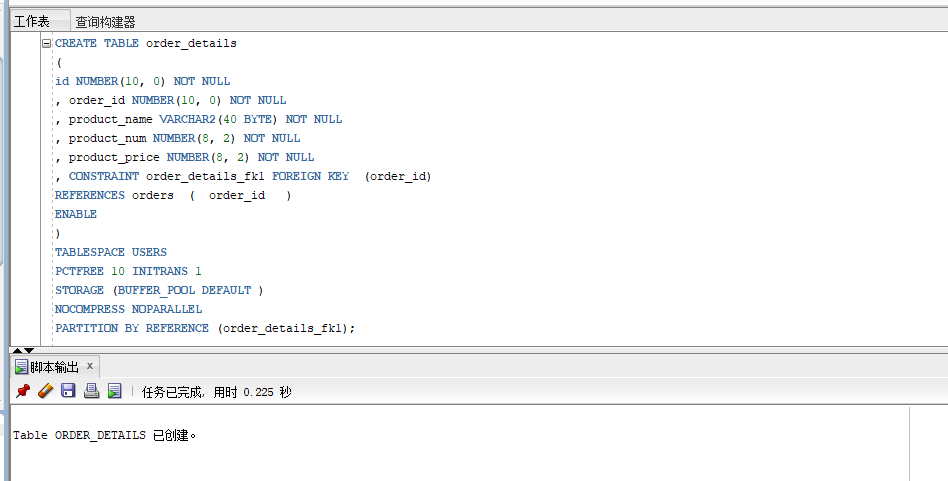 工作表 查询构建器
CREATE TABLE order_details
(
id NUMBER(10, 0) NOT NULL
, order_id NUMBER(10, 0) NOT NULL
, product_name VARCHAR2(40 BYTE) NOT NULL
, product_num NUMBER(8, 2) NOT NULL
, product_price NUMBER(8, 2) NOT NULL
, CONSTRAINT order_details_fk1 FOREIGN KEY  (order_id)
REFERENCES orders  (  order_id   )
ENABLE
)
TABLESPACE USERS
PCTFREE 10 INITRANS 1
STORAGE (BUFFER_POOL DEFAULT )
NOCOMPRESS NOPARALLEL
PARTITION BY REFERENCE (order_details_fk1);
脚本输出 x
任务已完成, 用时 0.225 秒
Table ORDER_DETAILS 已创建。